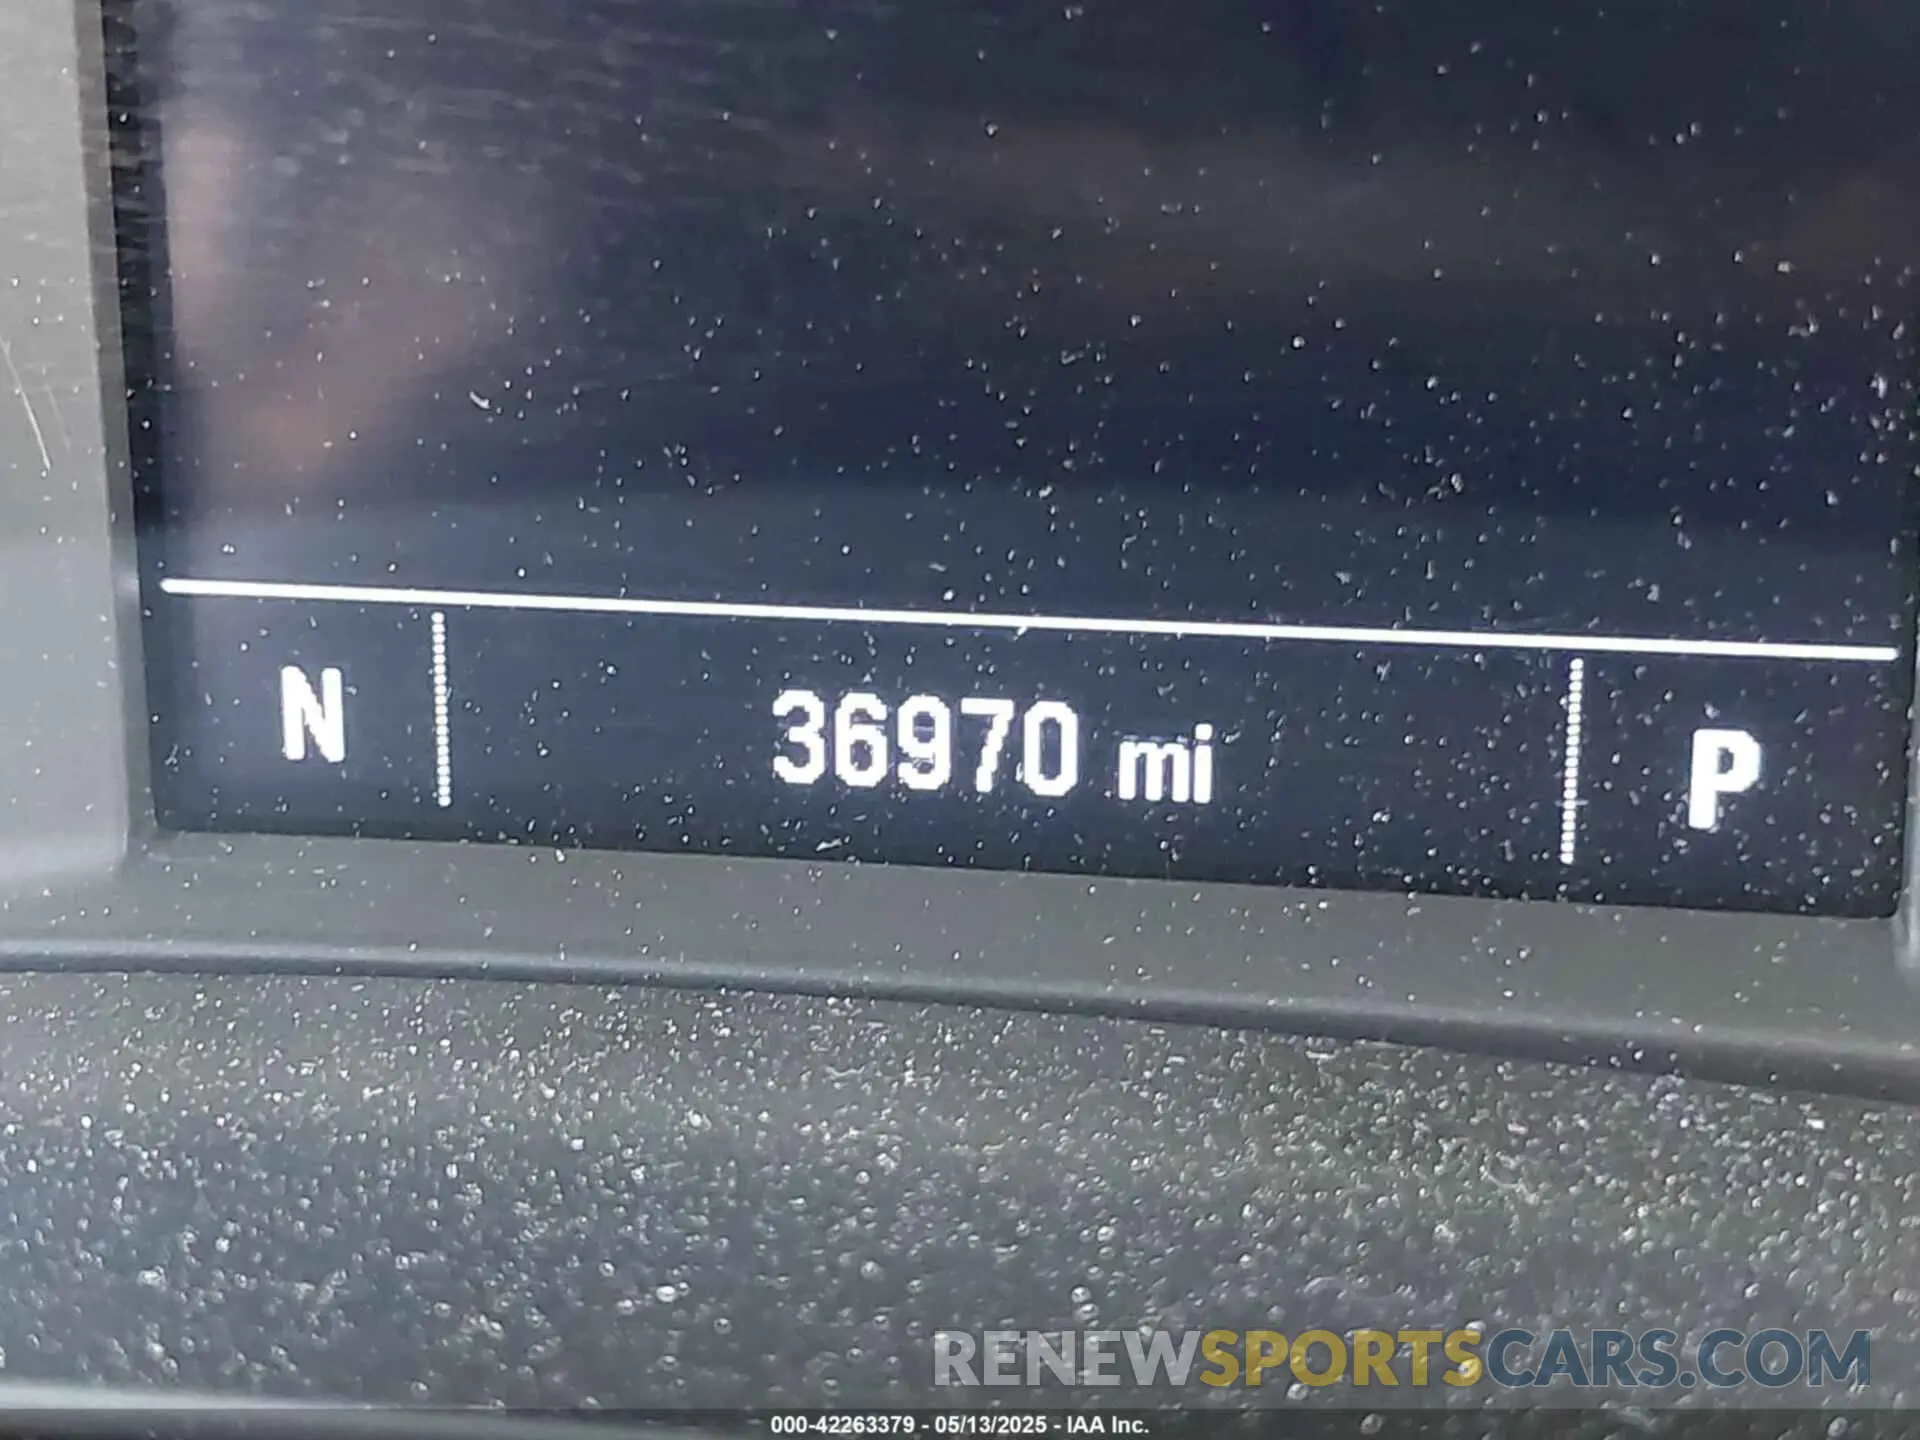 N 36970 mi P
RENEWSPORTSCARS.COM
000-42263379 - 05/13/2025 - IAA Inc.